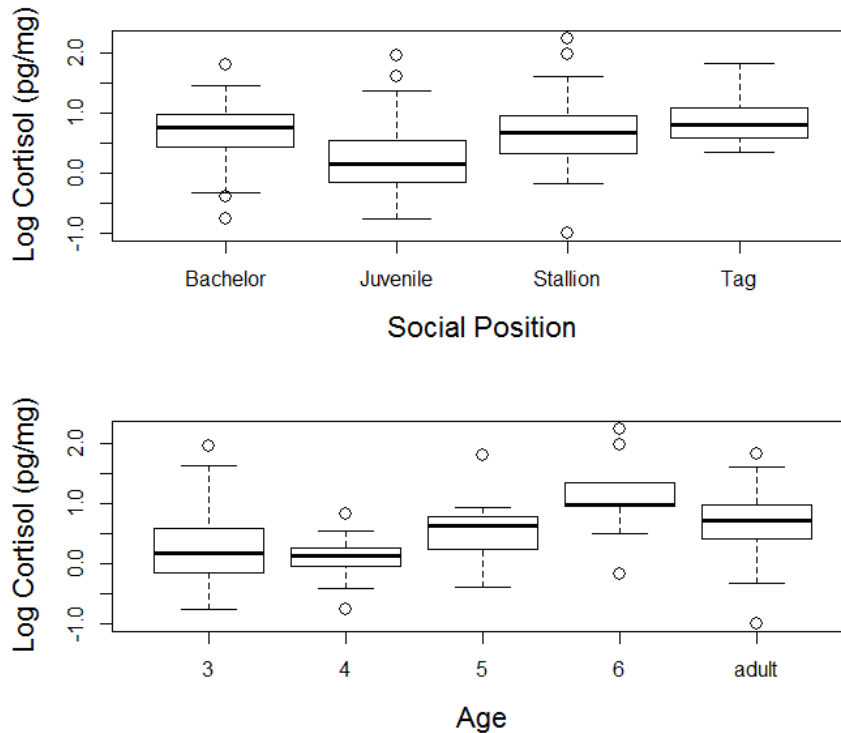 Log Cortisol (pg/mg)
2.0
1.0
0.0
-1.0
Bachelor Juvenile Stallion Tag
Social Position
Log Cortisol (pg/mg)
2.0
1.0
0.0
-1.0
3 4 5 6 adult
Age